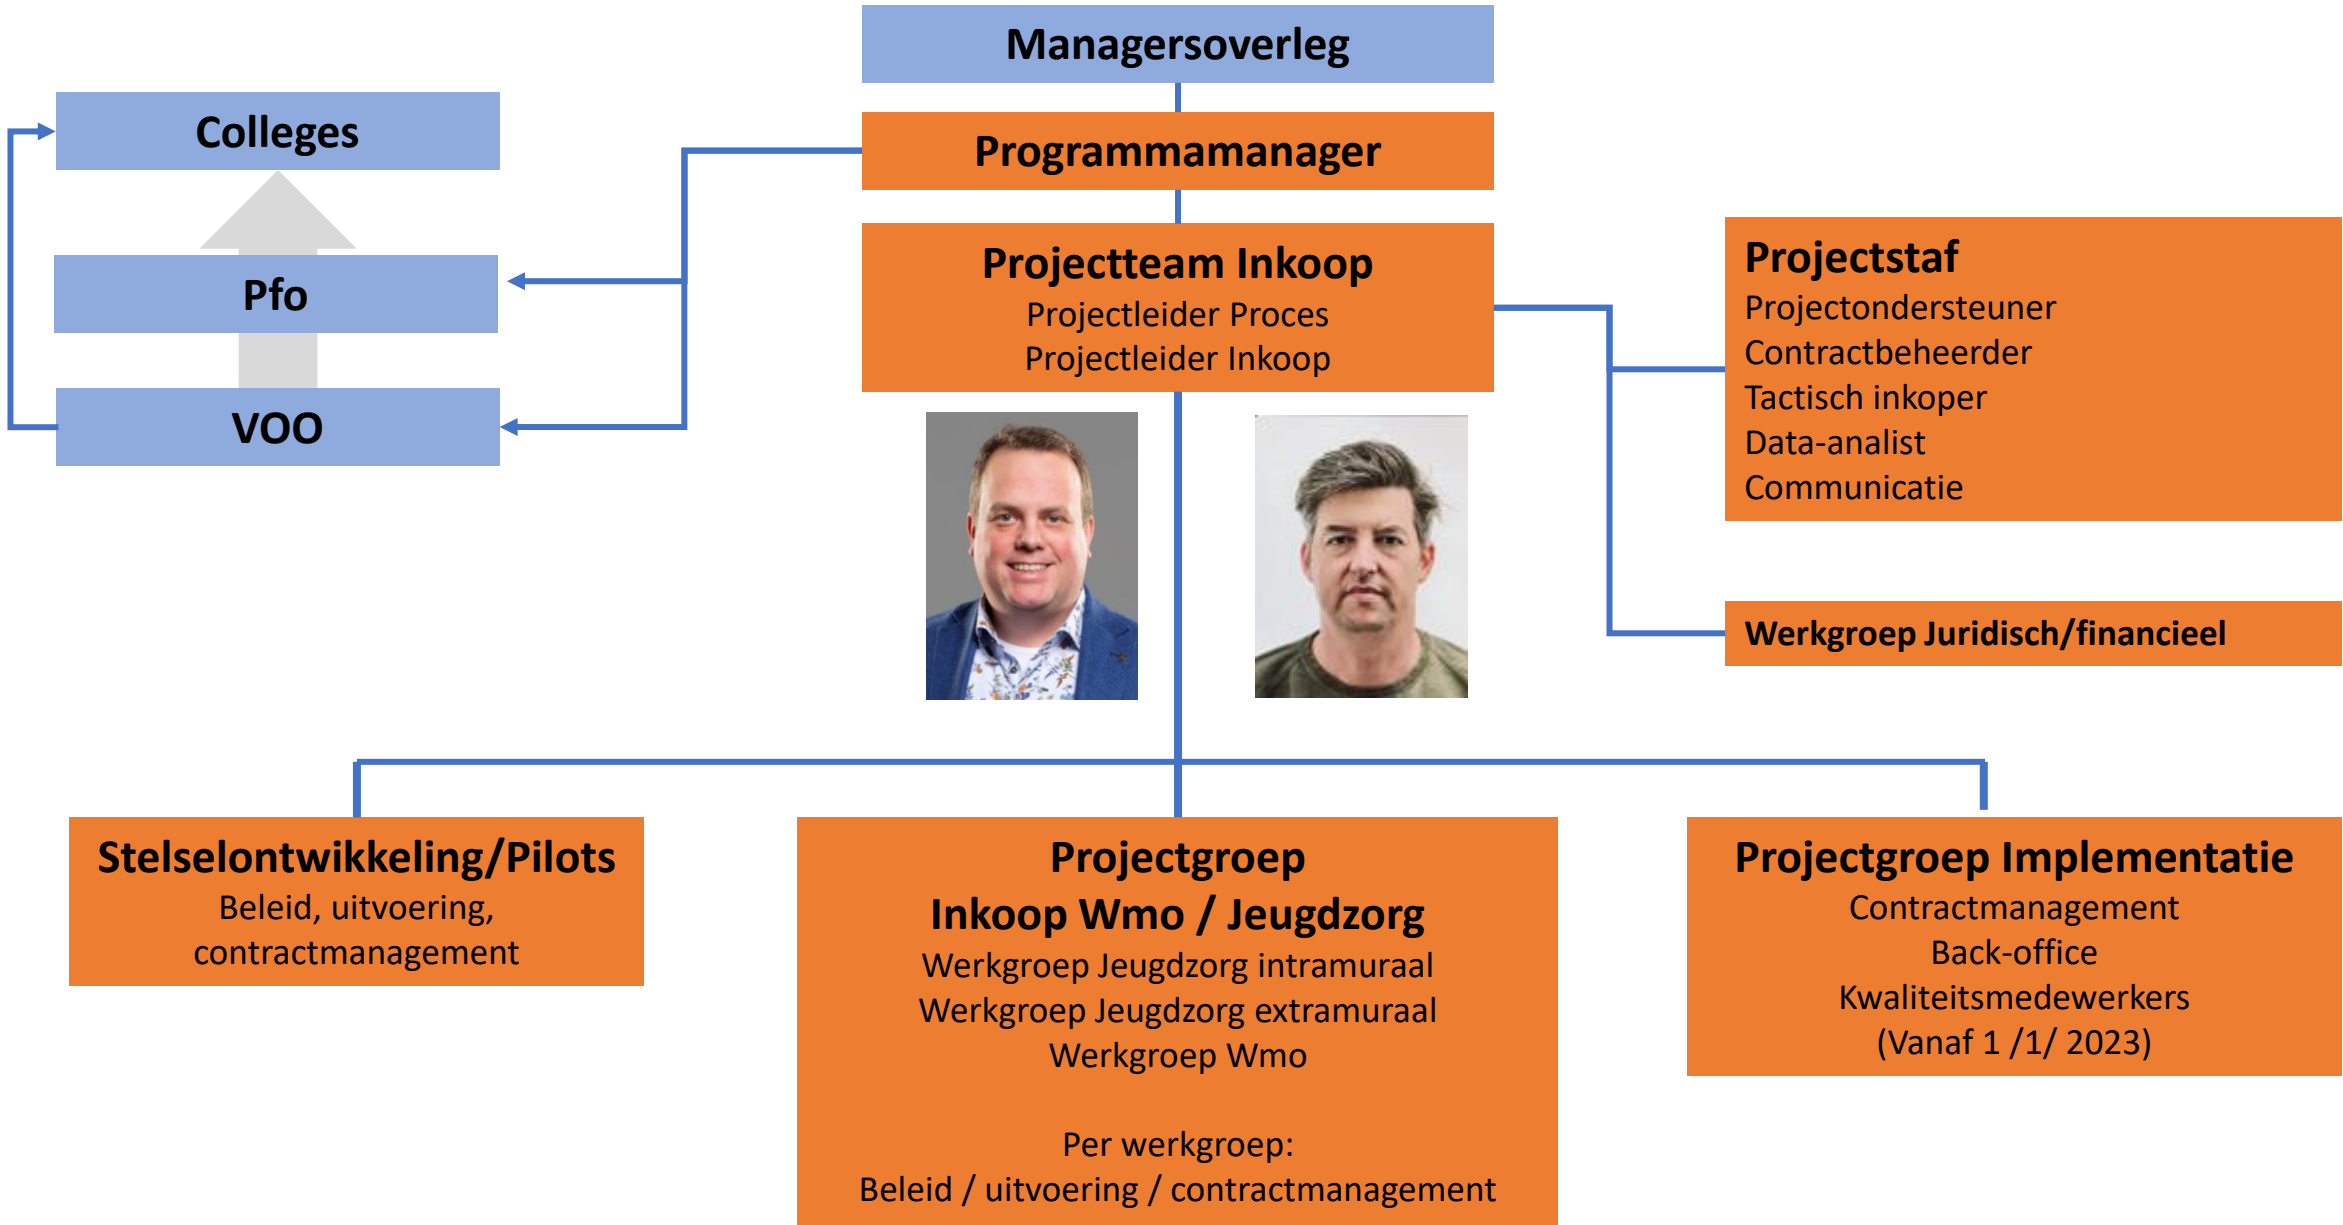 Managersoverleg
Colleges
Programmamanager
Pfo
VOO
Projectteam Inkoop
Projectleider Proces
Projectleider Inkoop
Projectstaf
Projectondersteuner
Contractbeheerder
Tactisch inkoper
Data-analist
Communicatie
Werkgroep Juridisch/financieel
Stelselontwikkeling/Pilots
Beleid, uitvoering,
contractmanagement
Projectgroep
Inkoop Wmo / Jeugdzorg
Werkgroep Jeugdzorg intramuraal
Werkgroep Jeugdzorg extramuraal
Werkgroep Wmo
Per werkgroep:
Beleid / uitvoering / contractmanagement
Projectgroep Implementatie
Contractmanagement
Back-office
Kwaliteitsmedewerkers
(Vanaf 1 /1/ 2023)